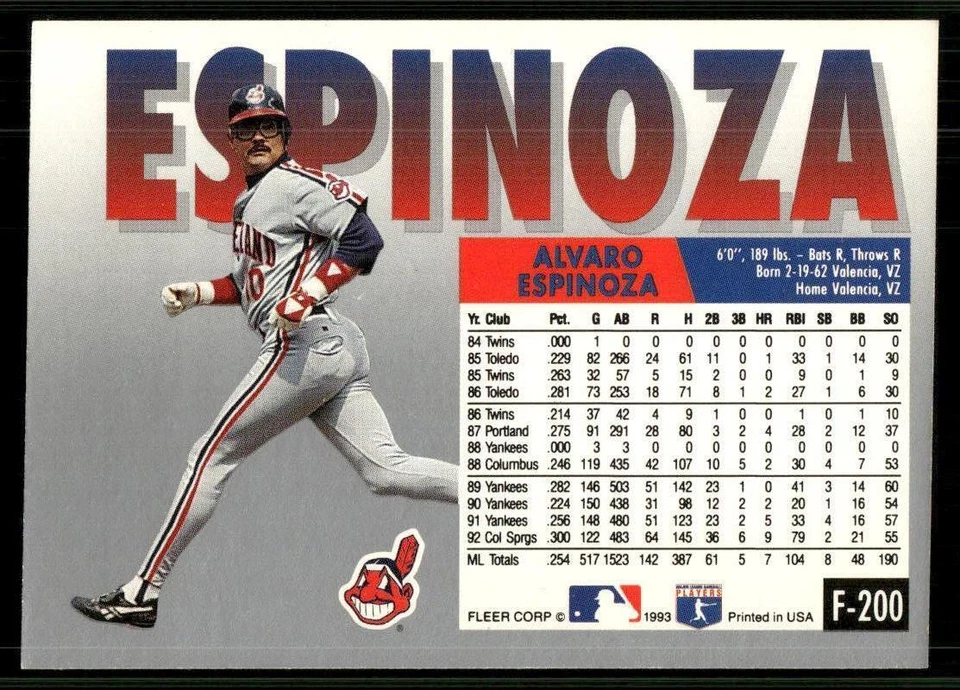 ESPINOZA
ELAND
0
ALVARO
ESPINOZA
6'0", 189 lbs. – Bats R, Throws R
Born 2-19-62 Valencia, VZ
Home Valencia, VZ
Yr. Club Pct. G AB R H 2B 3B HR RBI SB BB SO
84 Twins .000 1 0 0 0 0 0 0 0 0 0 0
85 Toledo .229 82 266 24 61 11 0 1 33 1 14 30
85 Twins .263 32 57 5 15 2 0 0 9 0 1 9
86 Toledo .281 73 253 18 71 8 1 2 27 1 6 30
86 Twins .214 37 42 4 9 1 0 0 1 0 1 10
87 Portland .275 91 291 28 80 3 2 4 28 2 12 37
88 Yankees .000 3 3 0 0 0 0 0 0 0 0 0
88 Columbus .246 119 435 42 107 10 5 2 30 4 7 53
89 Yankees .282 146 503 51 142 23 1 0 41 3 14 60
90 Yankees .224 150 438 31 98 12 2 2 20 1 16 54
91 Yankees .256 148 480 51 123 23 2 5 33 4 16 57
92 Col Sprgs .300 122 483 64 145 36 6 9 79 2 21 55
ML Totals .254 517 1523 142 387 61 5 7 104 8 48 190
FLEER CORP © 1993 MAJOR LEAGUE BASEBALL PLAYERS Printed in USA
F-200